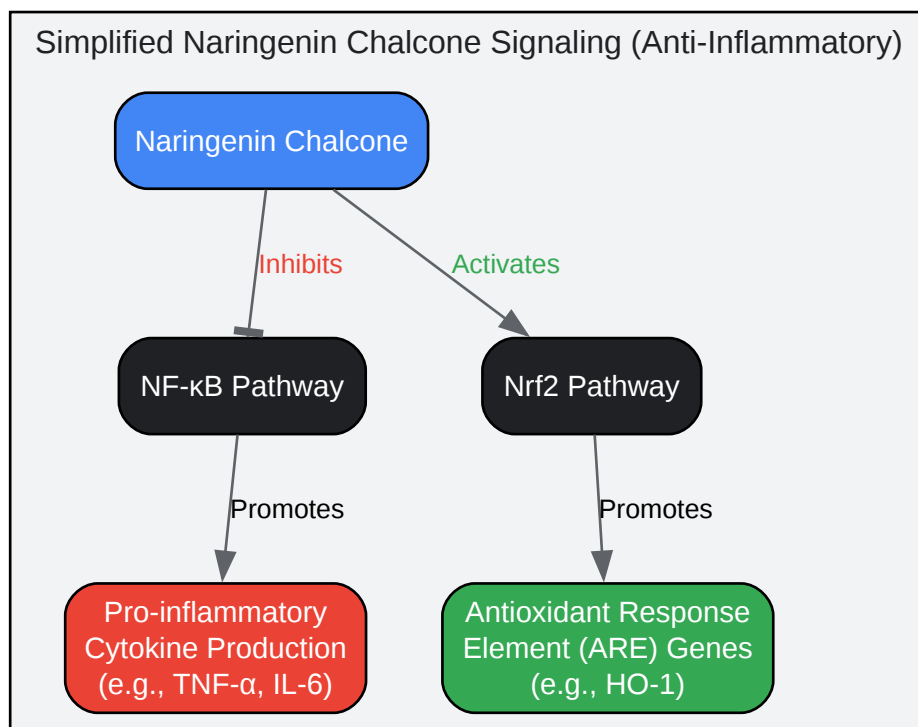 Simplified Naringenin Chalcone Signaling (Anti-Inflammatory)
Naringenin Chalcone
Inhibits
Activates
NF-κB Pathway
Nrf2 Pathway
Promotes
Promotes
Pro-inflammatory
Cytokine Production
(e.g., TNF-α, IL-6)
Antioxidant Response
Element (ARE) Genes
(e.g., HO-1)